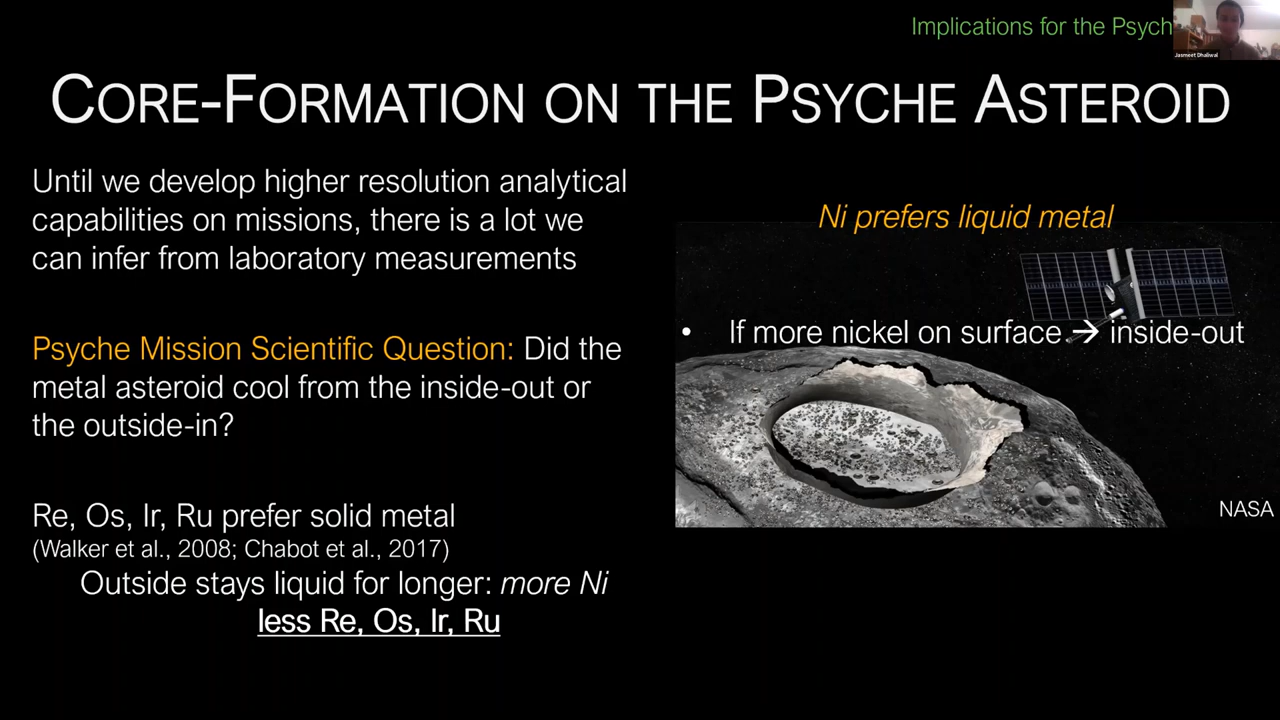 Implications for the Psych
Jasmeet Dhaliwal
CORE-FORMATION ON THE PSYCHE ASTEROID
Until we develop higher resolution analytical
capabilities on missions, there is a lot we
can infer from laboratory measurements
Psyche Mission Scientific Question: Did the
metal asteroid cool from the inside-out or
the outside-in?
Re, Os, Ir, Ru prefer solid metal
(Walker et al., 2008; Chabot et al., 2017)
Outside stays liquid for longer: more Ni
less Re, Os, Ir, Ru
Ni prefers liquid metal
• If more nickel on surface → inside-out
NASA